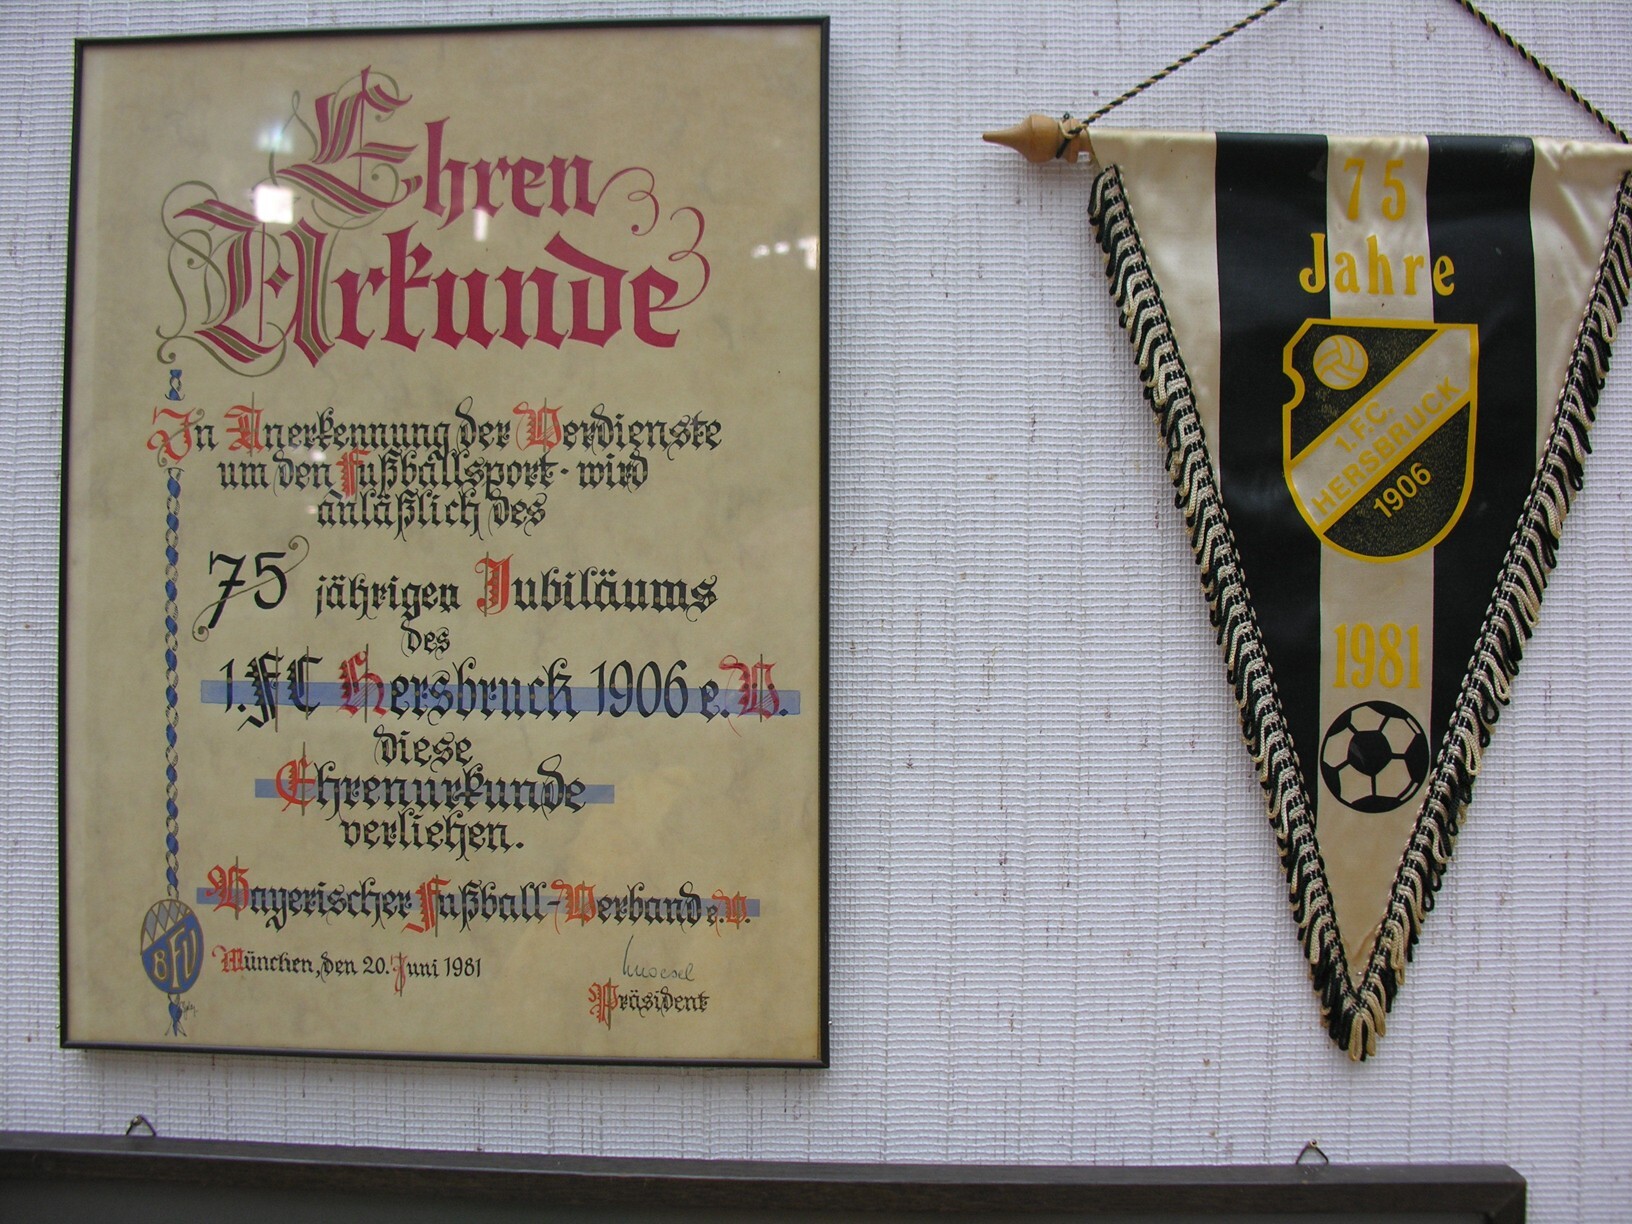 Ehren
Urkunde
In Anerkennung der Verdienste
um den Fußballsport · wird
anläßlich des
75 jährigen Jubiläums
des
1. FC Hersbruck 1906 e. V.
diese
Ehrenurkunde
verliehen.
Bayerischer Fußball-Verband e. V.
BFV
München, den 20. Juni 1981
Präsident
75
Jahre
1. F.C.
HERSBRUCK
1906
1981